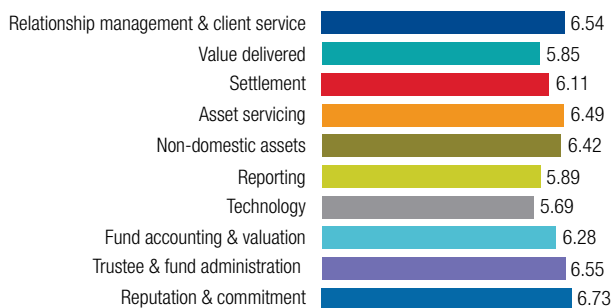 Relationship management & client service 6.54
Value delivered 5.85
Settlement 6.11
Asset servicing 6.49
Non-domestic assets 6.42
Reporting 5.89
Technology 5.69
Fund accounting & valuation 6.28
Trustee & fund administration 6.55
Reputation & commitment 6.73